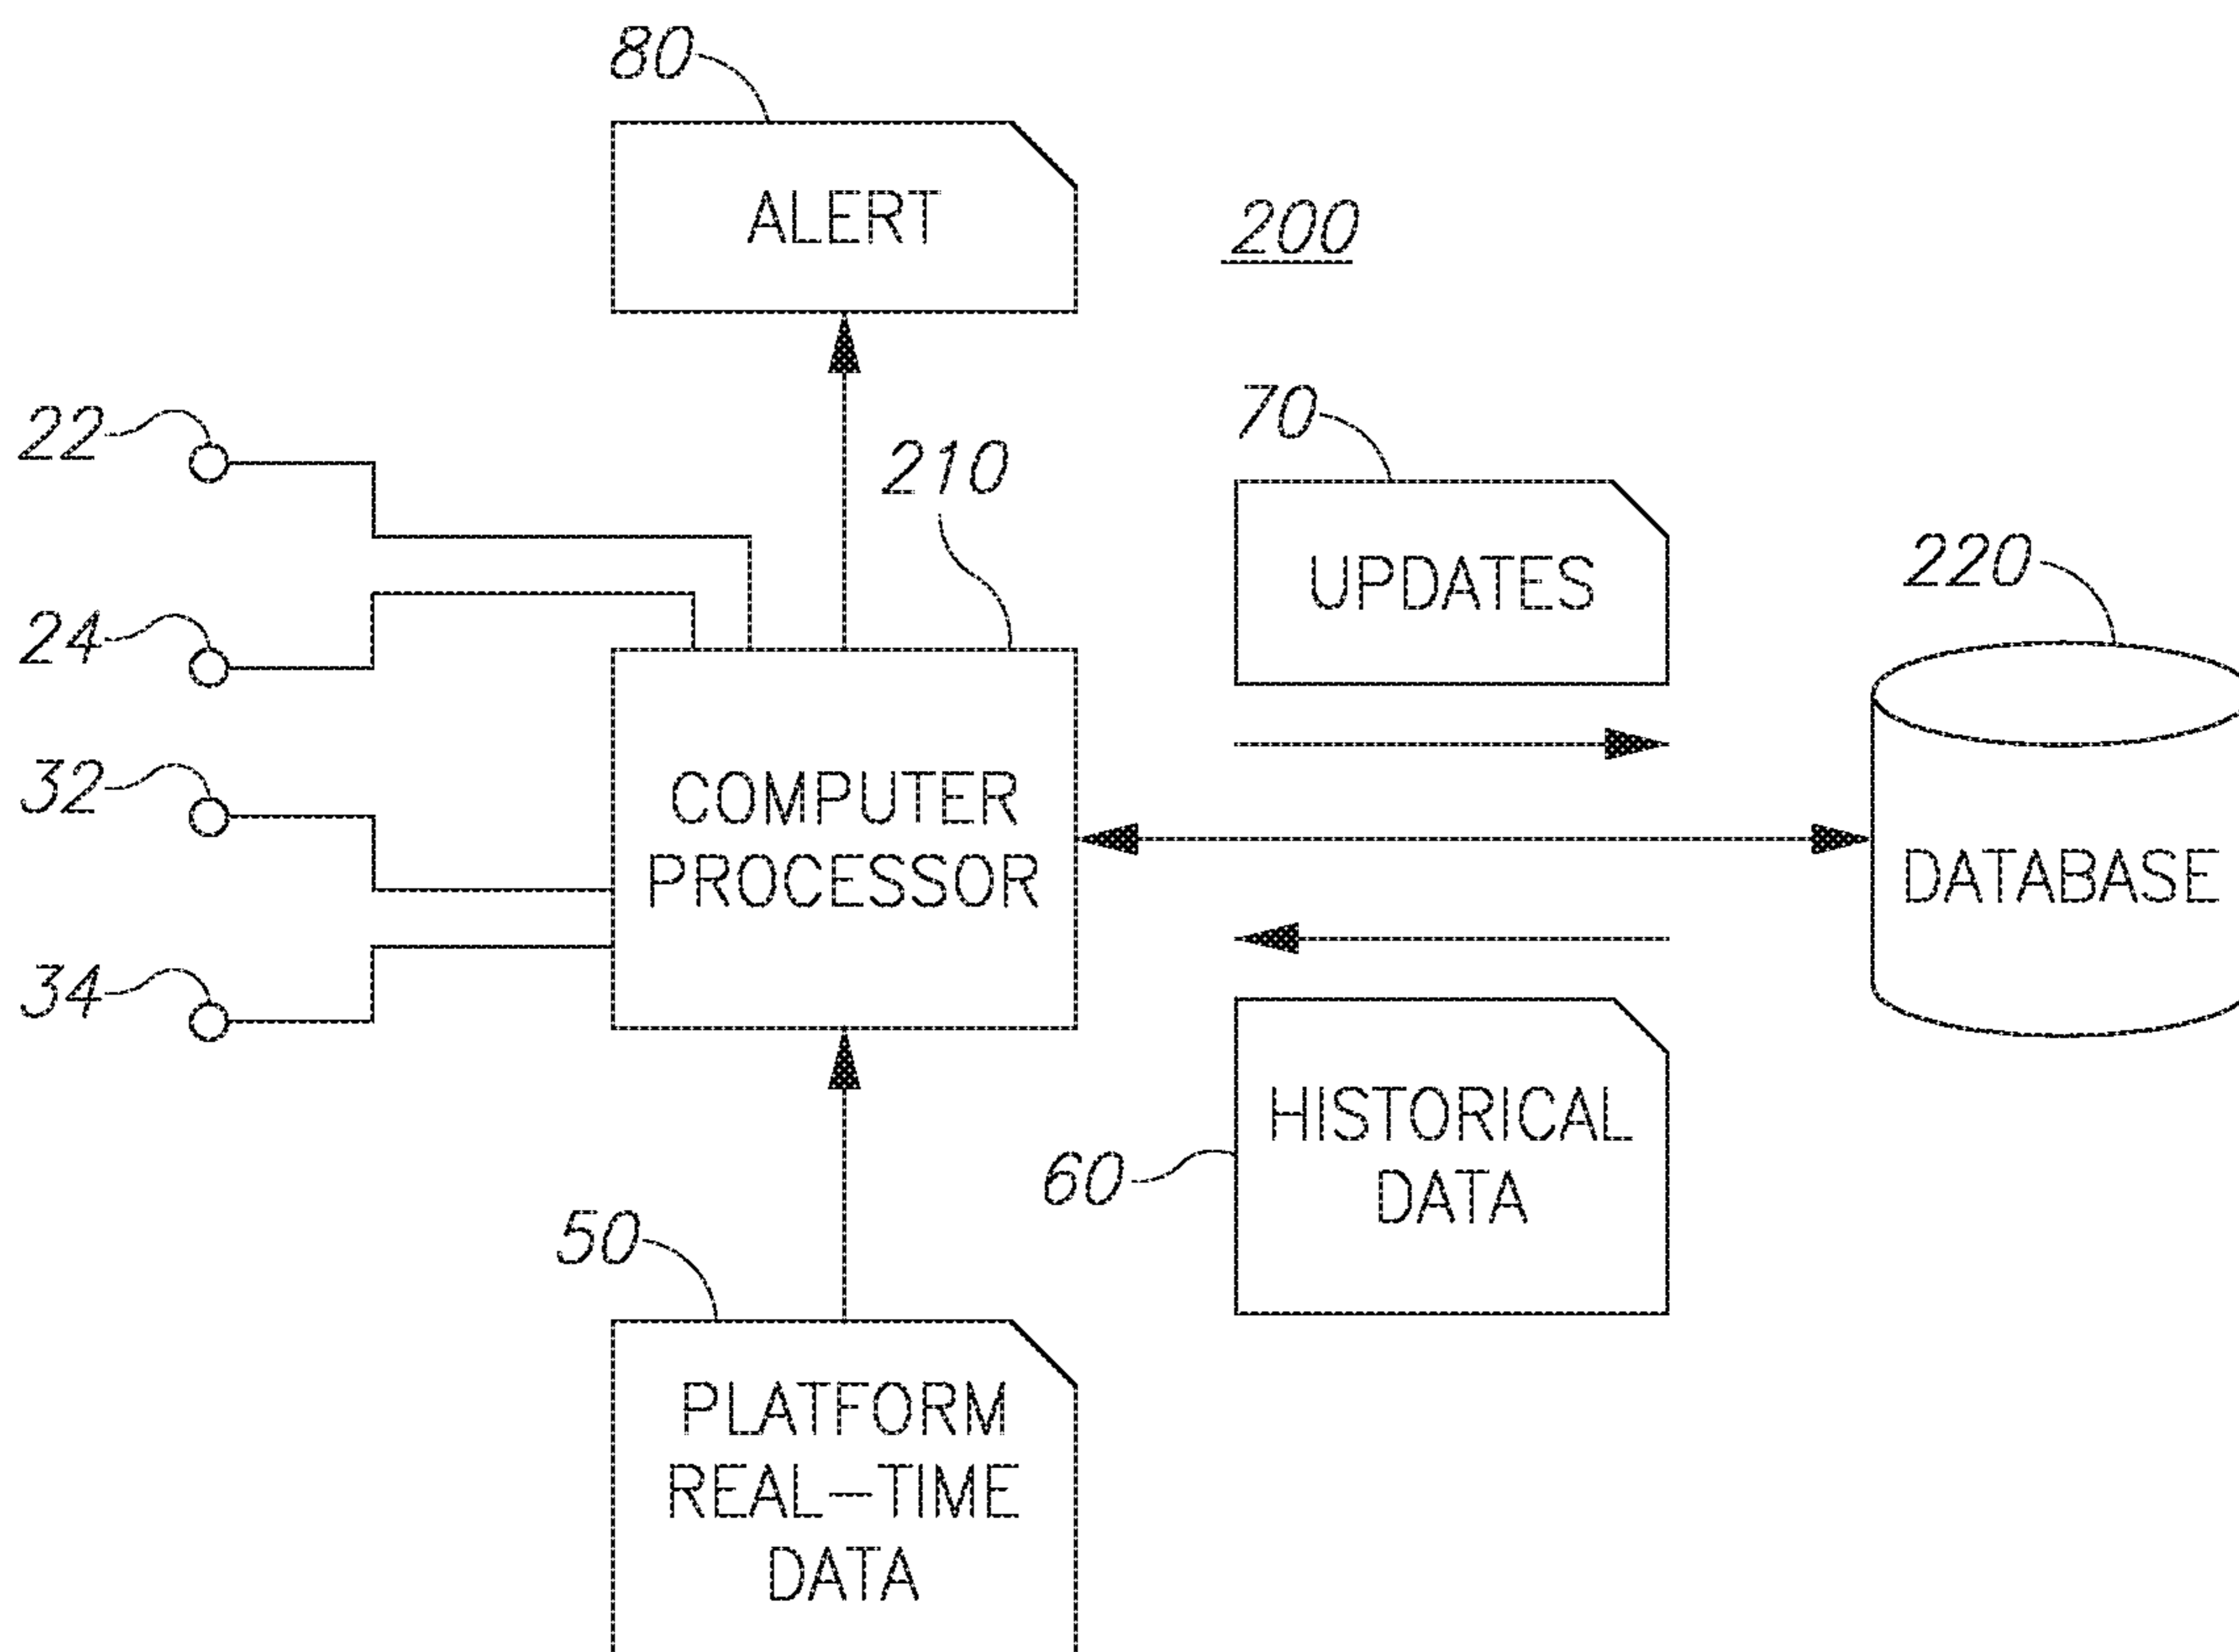 80
ALERT
200
22
210
70
UPDATES
220
24
32
COMPUTER
PROCESSOR
DATABASE
34
HISTORICAL
DATA
60
50
PLATFORM
REAL-TIME
DATA